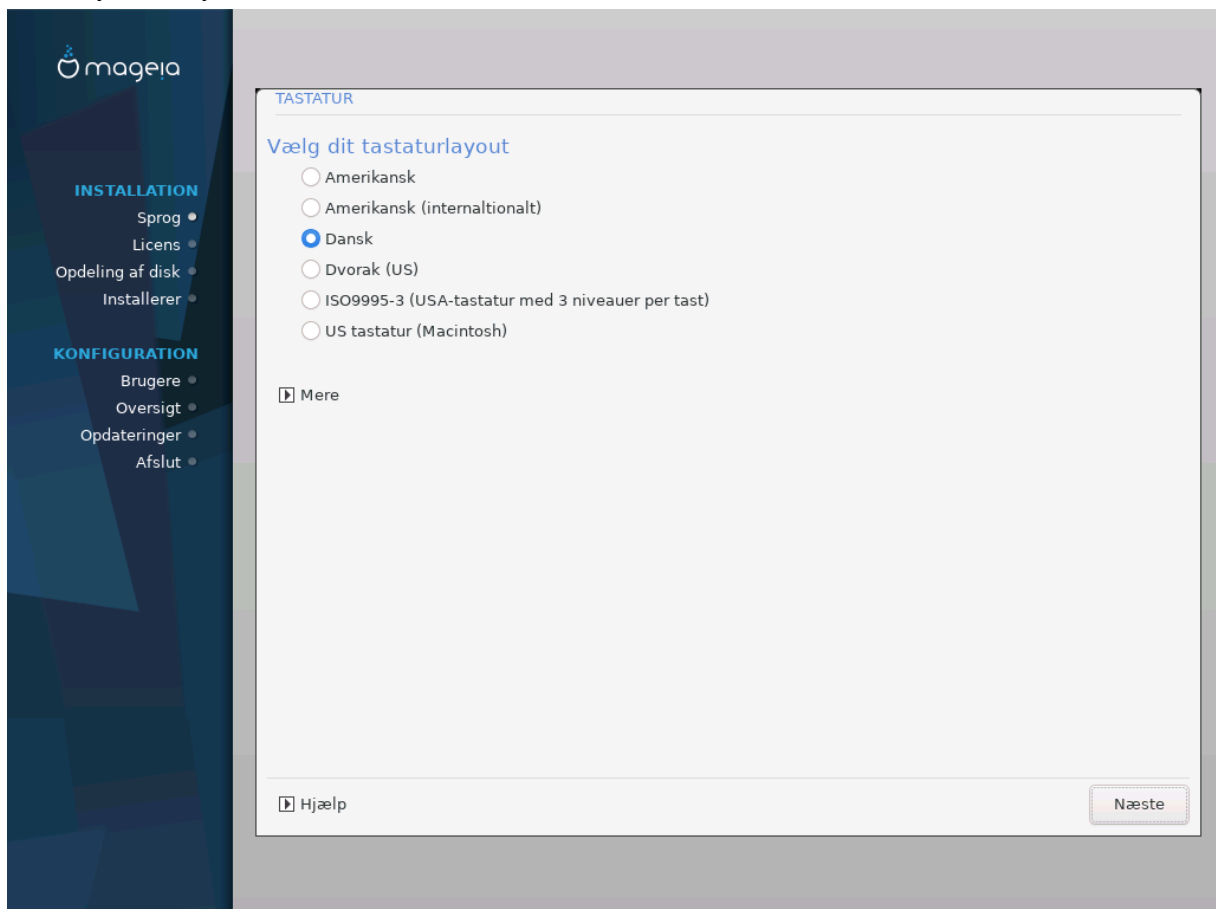 mageia
INSTALLATION
Sprog
Licens
Opdeling af disk
Installerer
KONFIGURATION
Brugere
Oversigt
Opdateringer
Afslut
TASTATUR
Vælg dit tastaturlayout
Amerikansk
Amerikansk (internaltionalt)
Dansk
Dvorak (US)
ISO9995-3 (USA-tastatur med 3 niveauer per tast)
US tastatur (Macintosh)
Mere
Hjælp
Næste